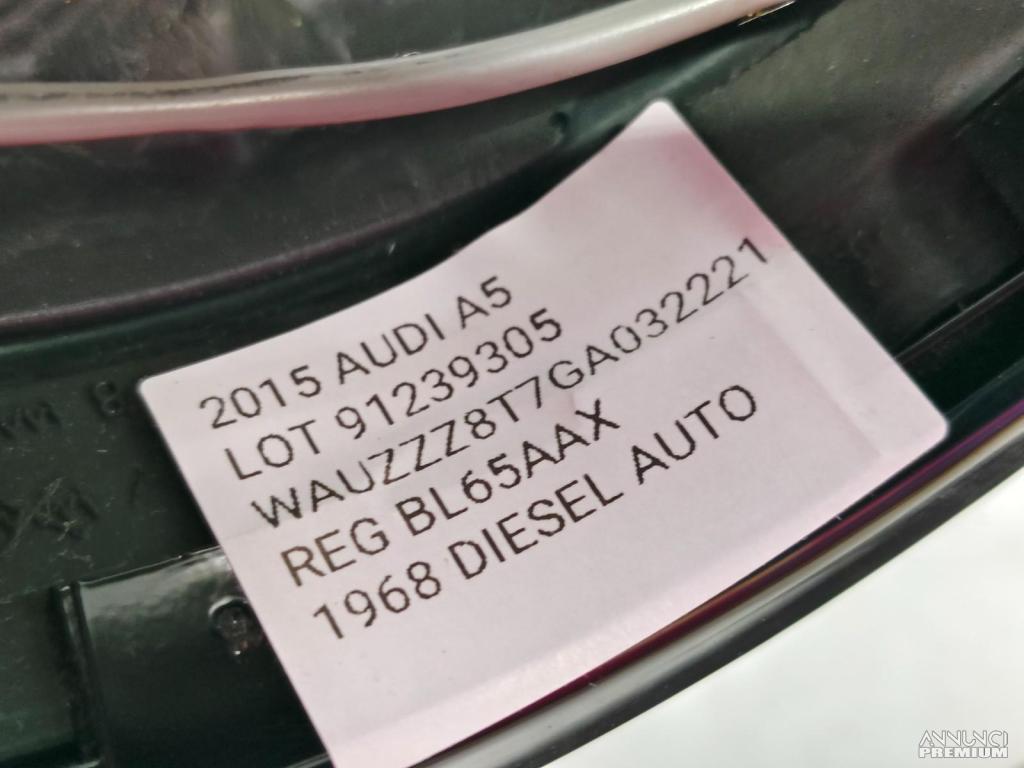 2015 AUDI A5
LOT 91239305
WAUZZZ8T7GA032221
REG BL65AAX
1968 DIESEL AUTO
ANNUNCI
PREMIUM